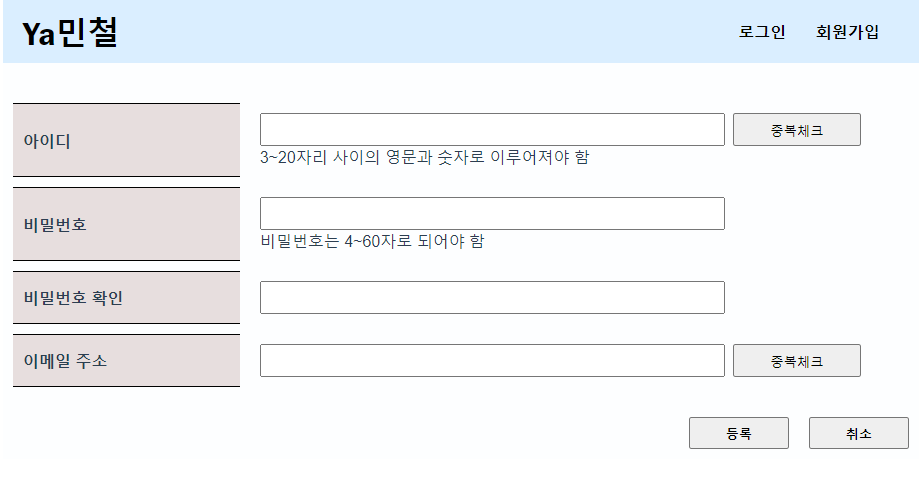 Ya민철
로그인 회원가입
아이디
중복체크
3~20자리 사이의 영문과 숫자로 이루어져야 함
비밀번호
비밀번호는 4~60자로 되어야 함
비밀번호 확인
이메일 주소
중복체크
등록 취소